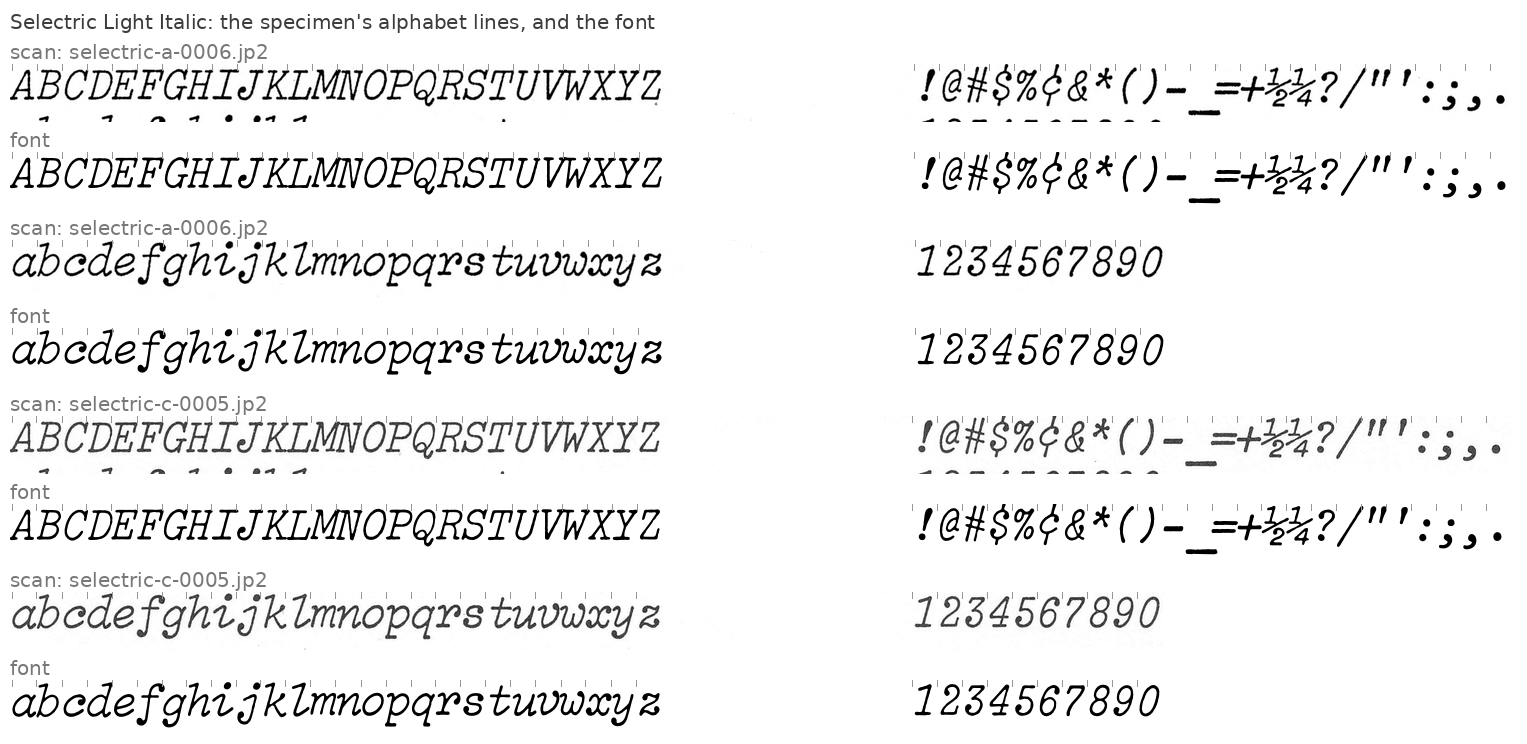 Selectric Light Italic: the specimen's alphabet lines, and the font
scan: selectric-a-0006.jp2
ABCDEFGHIJKLMNOPQRSTUVWXYZ !@#$%¢&*()-_=+½¼?/"':;,.
font
ABCDEFGHIJKLMNOPQRSTUVWXYZ !@#$%¢&*()-_=+½¼?/"':;,.
scan: selectric-a-0006.jp2
abcdefghijklmnopqrstuvwxyz 1234567890
font
abcdefghijklmnopqrstuvwxyz 1234567890
scan: selectric-c-0005.jp2
ABCDEFGHIJKLMNOPQRSTUVWXYZ !@#$%¢&*()-_=+½¼?/"':;,.
font
ABCDEFGHIJKLMNOPQRSTUVWXYZ !@#$%¢&*()-_=+½¼?/"':;,.
scan: selectric-c-0005.jp2
abcdefghijklmnopqrstuvwxyz 1234567890
font
abcdefghijklmnopqrstuvwxyz 1234567890